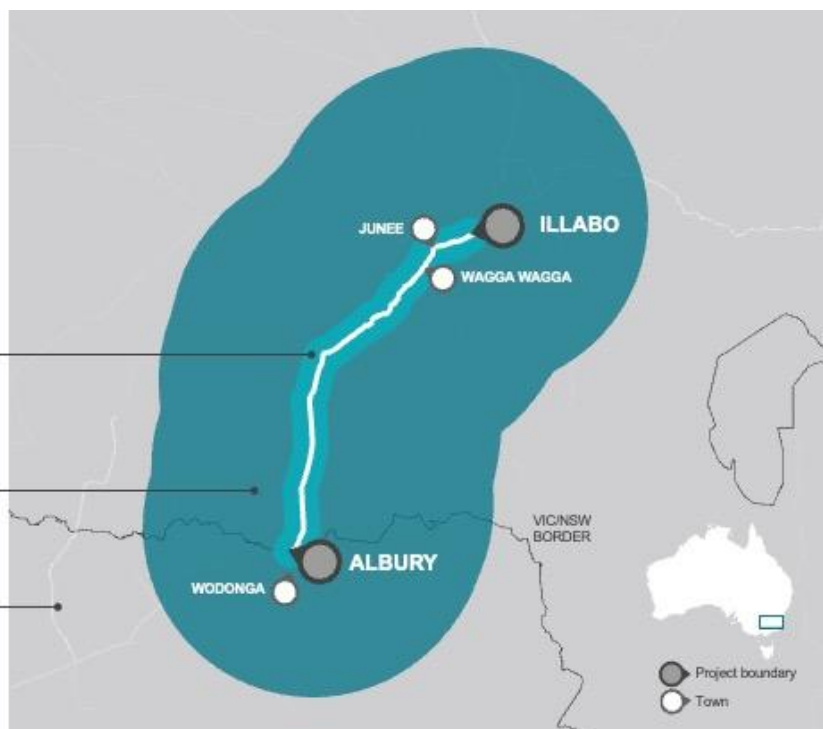 JUNEE
ILLABO
WAGGA WAGGA
VIC/NSW
BORDER
ALBURY
WODONGA
Project boundary
Town